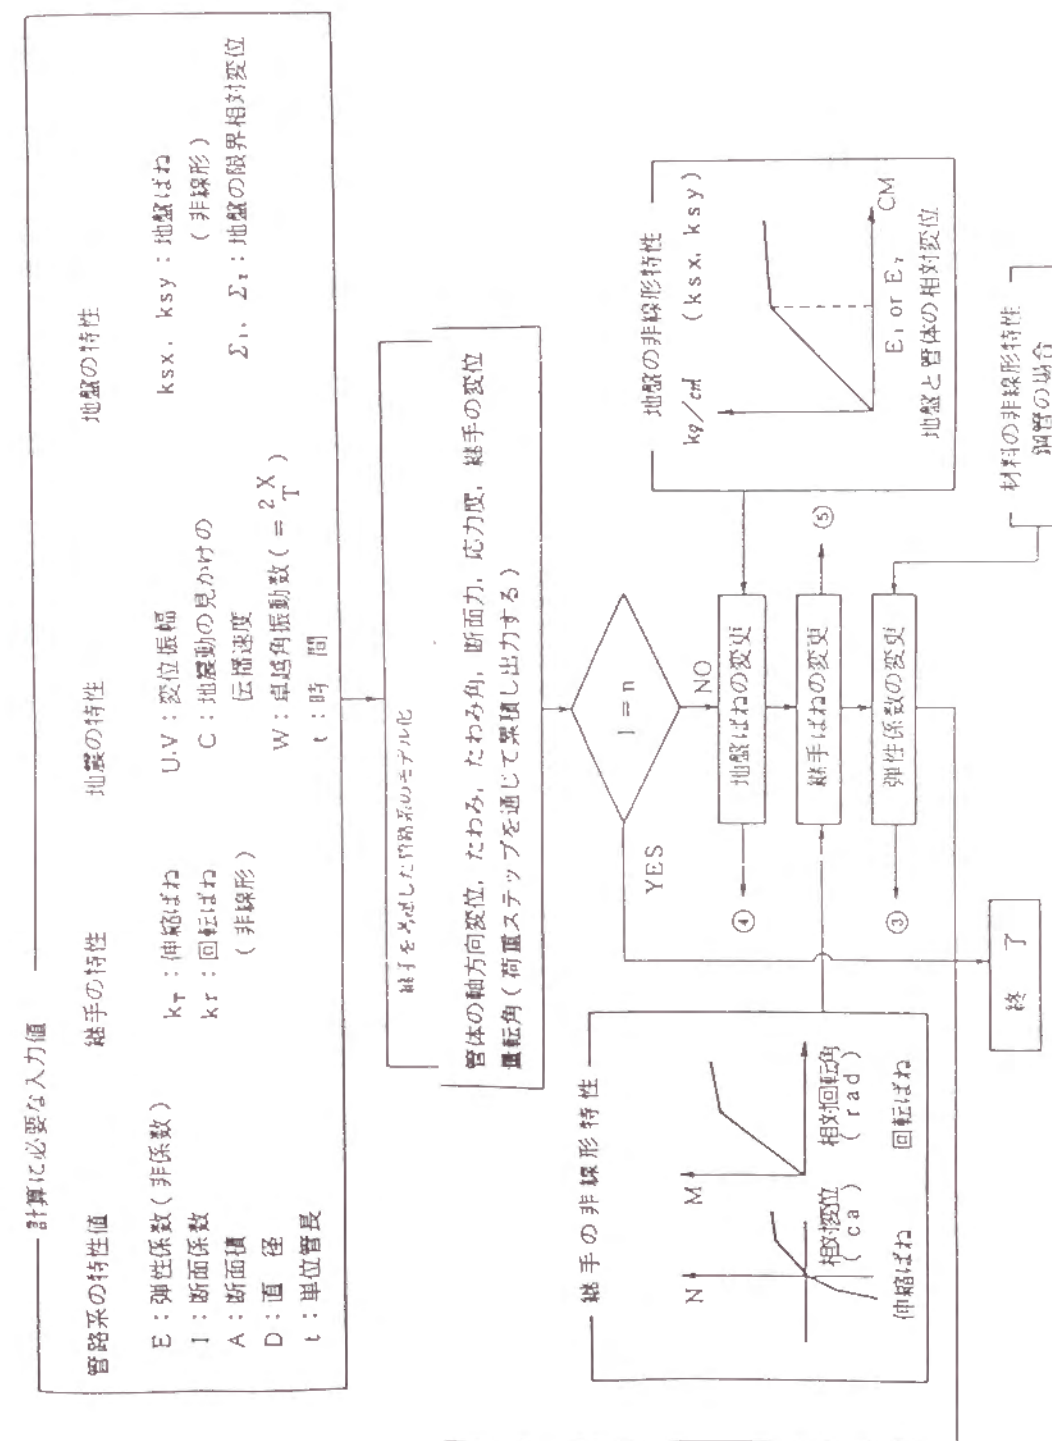 計算に必要な入力値
管路系の特性値
E：弾性係数（非係数）
I：断面係数
A：断面積
D：直 径
t：単位管長
継手の特性
kT：伸縮ばね
kr：回転ばね
（非線形）
地震の特性
U.V：変位振幅
C：地震動の見かけの
伝播速度
W：卓越角振動数（＝2X/T）
t：時 間
地盤の特性
ksx, ksy：地盤ばね
（非線形）
Σ1, Σ2：地盤の限界相対変位
継手を考慮した管路系のモデル化
管体の軸方向変位，たわみ，たわみ角，断面力，応力度，継手の変位
量転角（荷重ステップを通じて累積し出力する）
I＝n
YES
NO
地盤ばねの変更
④
継手ばねの変更
⑤
弾性係数の変更
③
終 了
継手の非線形特性
N
相対変位
（ca）
伸縮ばね
M
相対回転角
（rad）
回転ばね
地盤の非線形特性
kg/cm （ksx, ksy）
CM
E1 or E2
地盤と管体の相対変位
材料の非線形特性
鋼管の場合